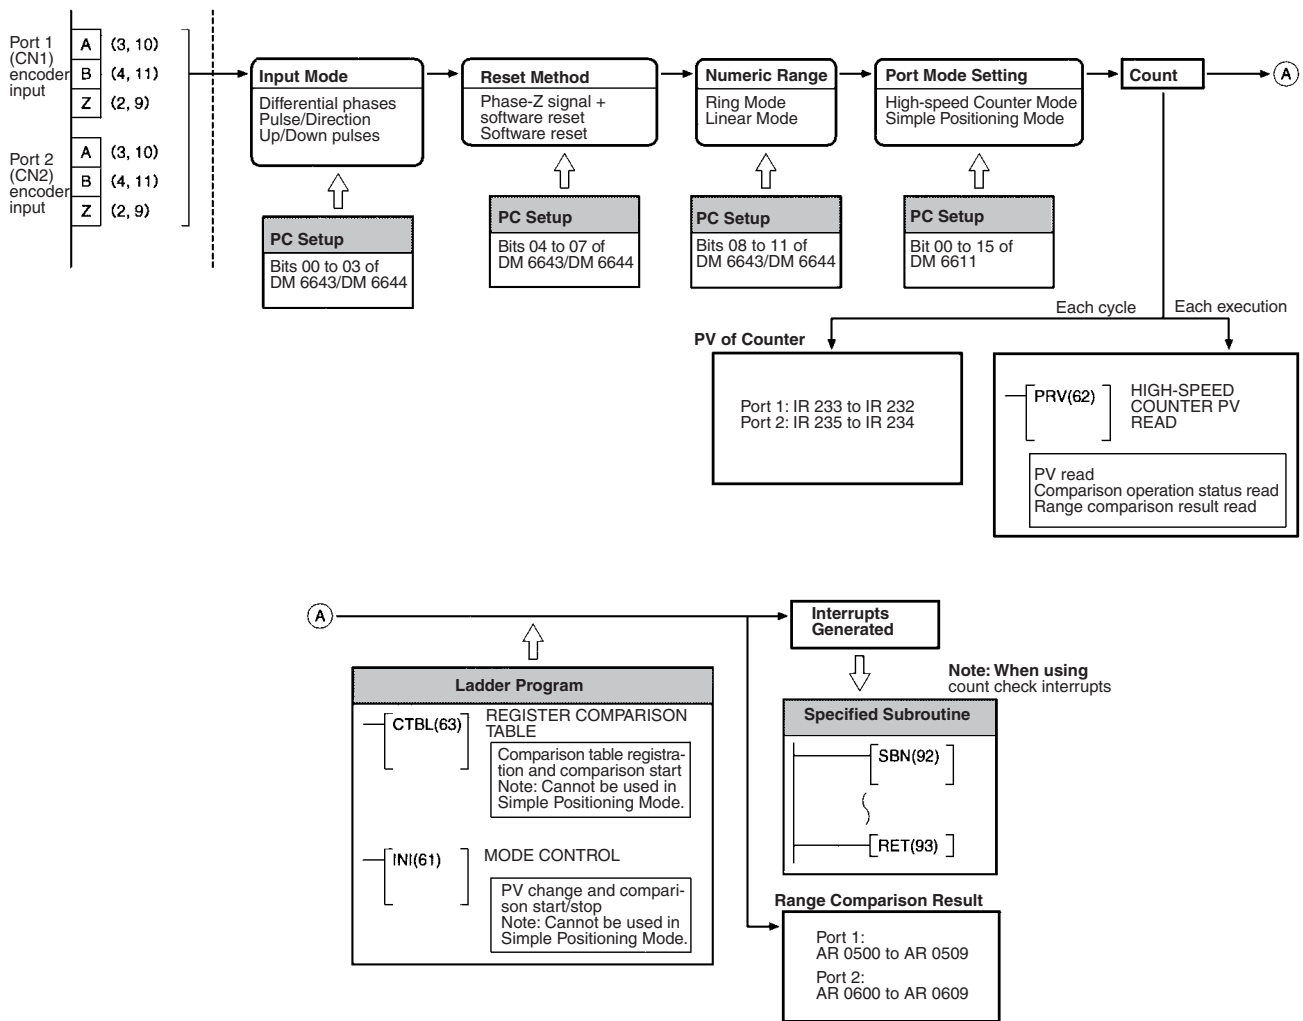 Port 1
(CN1)
encoder
input
A (3, 10)
B (4, 11)
Z (2, 9)
Port 2
(CN2)
encoder
input
A (3, 10)
B (4, 11)
Z (2, 9)
Input Mode
Differential phases
Pulse/Direction
Up/Down pulses
Reset Method
Phase-Z signal +
software reset
Software reset
Numeric Range
Ring Mode
Linear Mode
Port Mode Setting
High-speed Counter Mode
Simple Positioning Mode
Count
A
PC Setup
Bits 00 to 03 of
DM 6643/DM 6644
PC Setup
Bits 04 to 07 of
DM 6643/DM 6644
PC Setup
Bits 08 to 11 of
DM 6643/DM 6644
PC Setup
Bit 00 to 15 of
DM 6611
Each cycle
Each execution
PV of Counter
Port 1: IR 233 to IR 232
Port 2: IR 235 to IR 234
PRV(62)
HIGH-SPEED
COUNTER PV
READ
PV read
Comparison operation status read
Range comparison result read
A
Interrupts
Generated
Note: When using
count check interrupts
Ladder Program
CTBL(63)
REGISTER COMPARISON
TABLE
Comparison table registra-
tion and comparison start
Note: Cannot be used in
Simple Positioning Mode.
INI(61)
MODE CONTROL
PV change and compari-
son start/stop
Note: Cannot be used in
Simple Positioning Mode.
Specified Subroutine
SBN(92)
RET(93)
Range Comparison Result
Port 1:
AR 0500 to AR 0509
Port 2:
AR 0600 to AR 0609